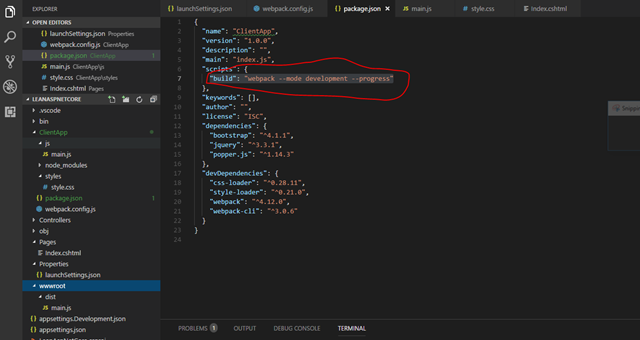 EXPLORER
OPEN EDITORS
{ } launchSettings.json Properties
webpack.config.js ClientApp
{ } package.json ClientApp
JS main.js ClientApp\js
# style.css ClientApp\styles
Index.cshtml Pages
LEANASPNETCORE
.vscode
bin
ClientApp
js
JS main.js
node_modules
styles
# style.css
{ } package.json
webpack.config.js
Controllers
obj
Pages
Index.cshtml
Properties
{ } launchSettings.json
wwwroot
dist
JS main.js
{ } appsettings.Development.json
{ } appsettings.json
{ } launchSettings.json
webpack.config.js
{ } package.json ×
JS main.js
# style.css
Index.cshtml
1 {
2 "name": "ClientApp",
3 "version": "1.0.0",
4 "description": "",
5 "main": "index.js",
6 "scripts": {
7 "build": "webpack --mode development --progress"
8 },
9 "keywords": [],
10 "author": "",
11 "license": "ISC",
12 "dependencies": {
13 "bootstrap": "^4.1.1",
14 "jquery": "^3.3.1",
15 "popper.js": "^1.14.3"
16 },
17 "devDependencies": {
18 "css-loader": "^0.28.11",
19 "style-loader": "^0.21.0",
20 "webpack": "^4.12.0",
21 "webpack-cli": "^3.0.6"
22 }
23 }
24
PROBLEMS 1 OUTPUT DEBUG CONSOLE TERMINAL